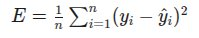 E = \frac{1}{n} \sum_{i=1}^{n} (y_i - \hat{y}_i)^2